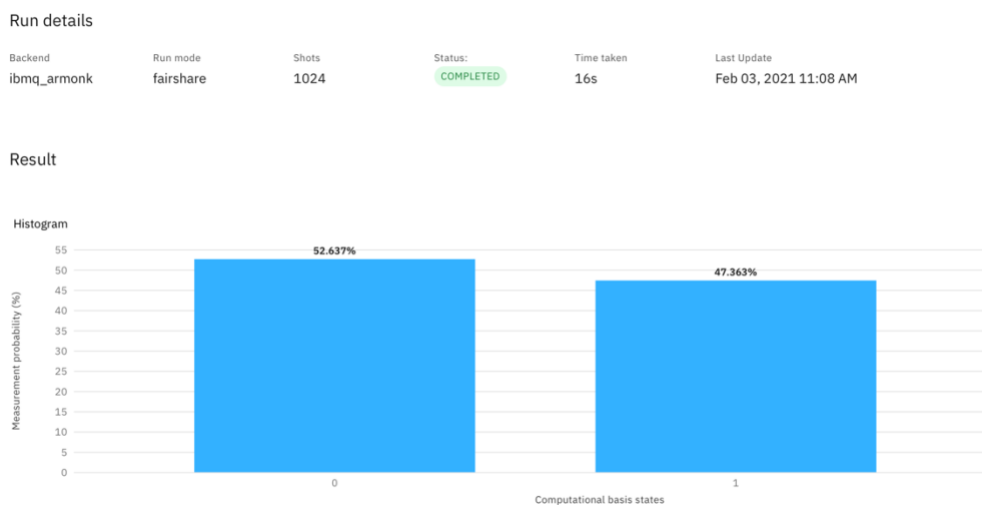 Run details
Backend Run mode Shots Status: Time taken Last Update
ibmq_armonk fairshare 1024 COMPLETED 16s Feb 03, 2021 11:08 AM
Result
Histogram
Measurement probability (%)
55
50
45
40
35
30
25
20
15
10
5
0
52.637%
47.363%
0 1
Computational basis states